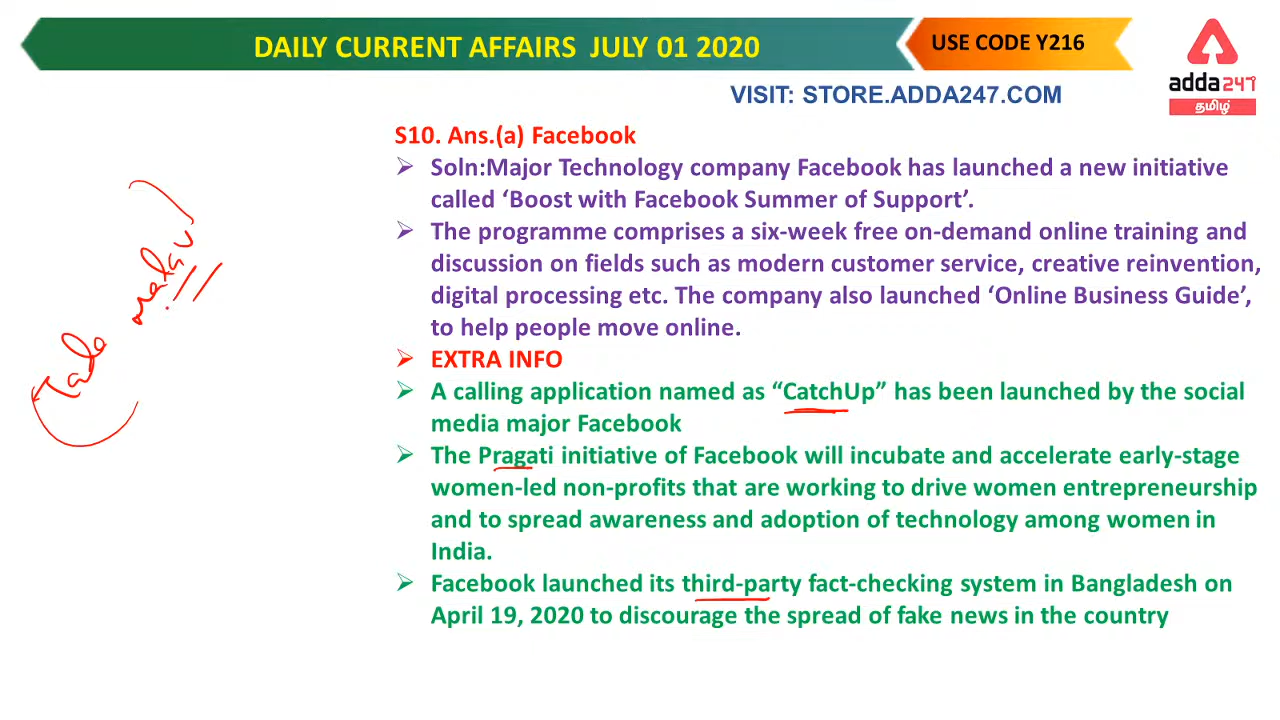 DAILY CURRENT AFFAIRS JULY 01 2020
USE CODE Y216
adda247
தமிழ்
VISIT: STORE.ADDA247.COM
S10. Ans.(a) Facebook
➢ Soln:Major Technology company Facebook has launched a new initiative
called ‘Boost with Facebook Summer of Support’.
➢ The programme comprises a six-week free on-demand online training and
discussion on fields such as modern customer service, creative reinvention,
digital processing etc. The company also launched ‘Online Business Guide’,
to help people move online.
➢ EXTRA INFO
➢ A calling application named as “CatchUp” has been launched by the social
media major Facebook
➢ The Pragati initiative of Facebook will incubate and accelerate early-stage
women-led non-profits that are working to drive women entrepreneurship
and to spread awareness and adoption of technology among women in
India.
➢ Facebook launched its third-party fact-checking system in Bangladesh on
April 19, 2020 to discourage the spread of fake news in the country